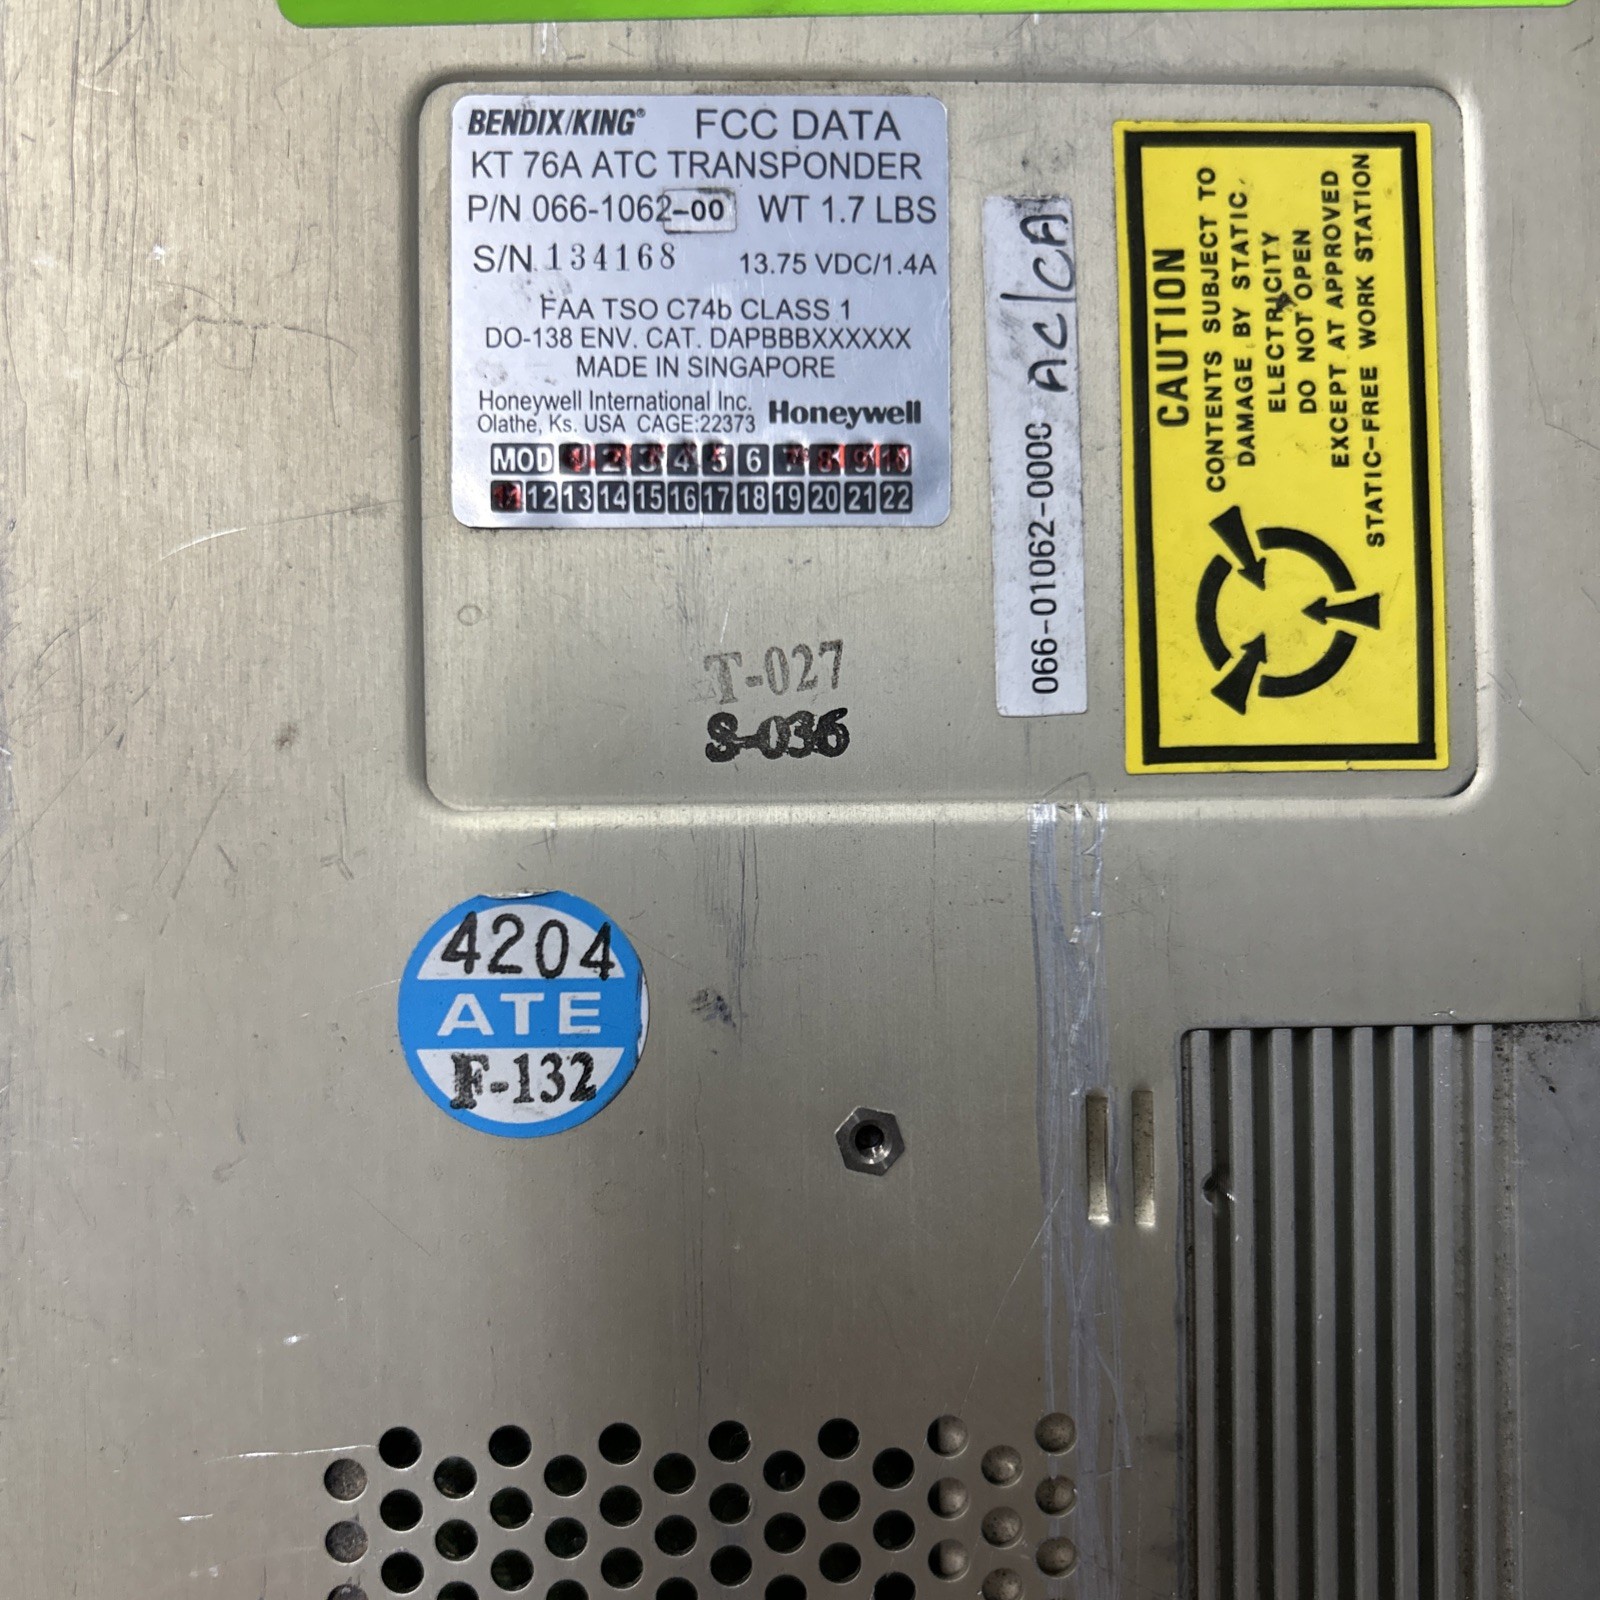 BENDIX/KING® FCC DATA
KT 76A ATC TRANSPONDER
P/N 066-1062-00 WT 1.7 LBS
S/N 134168 13.75 VDC/1.4A
FAA TSO C74b CLASS 1
DO-138 ENV. CAT. DAPBBBXXXXXX
MADE IN SINGAPORE
Honeywell International Inc. Honeywell
Olathe, Ks. USA CAGE:22373
MOD 1 2 3 4 5 6 7 8 9 10
11 12 13 14 15 16 17 18 19 20 21 22
066-01062-0000 AC/CA
CAUTION
CONTENTS SUBJECT TO
DAMAGE BY STATIC
ELECTRICITY
DO NOT OPEN
EXCEPT AT APPROVED
STATIC-FREE WORK STATION
T-027
S-036
4204
ATE
F-132